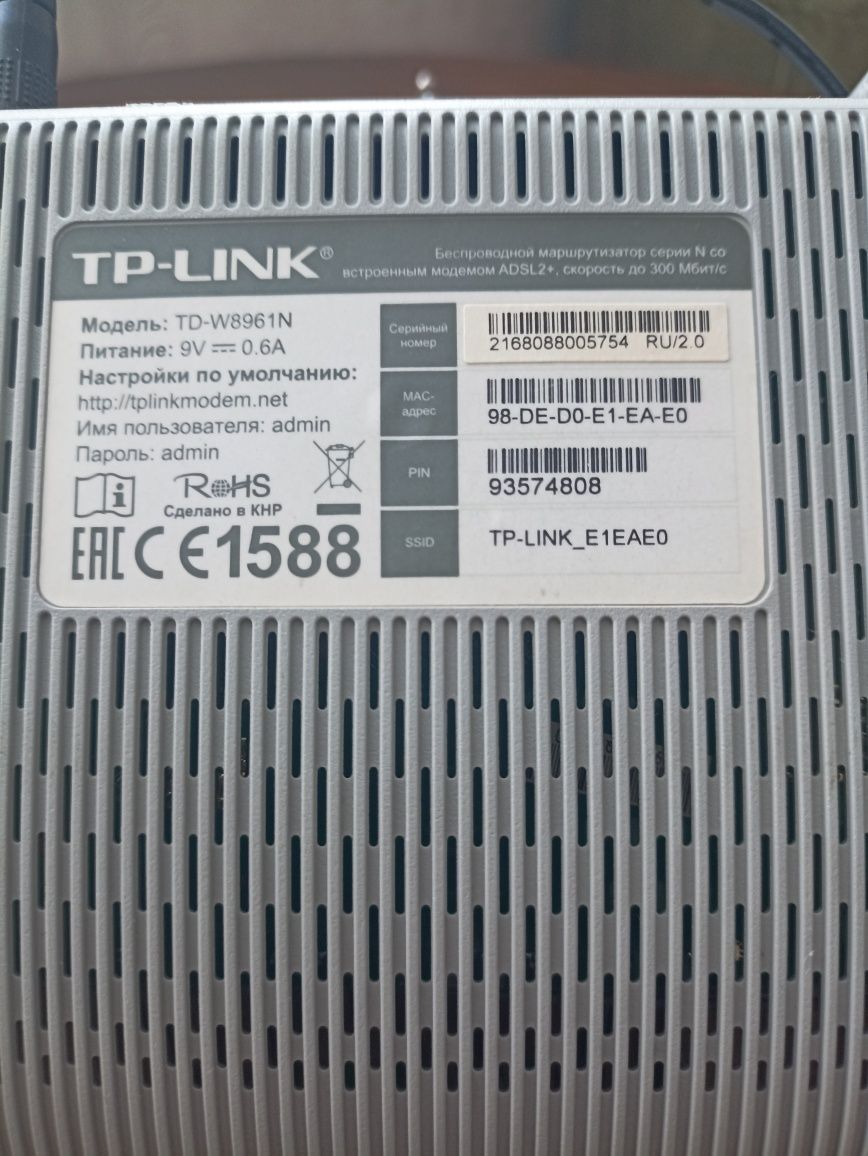 TP-LINK®
Беспроводной маршрутизатор серии N со
встроенным модемом ADSL2+, скорость до 300 Мбит/с
Модель: TD-W8961N
Питание: 9V 0.6A
Настройки по умолчанию:
http://tplinkmodem.net
Имя пользователя: admin
Пароль: admin
RoHS
Сделано в КНР
EAC CE1588
Серийный
номер
2168088005754 RU/2.0
MAC-
адрес
98-DE-D0-E1-EA-E0
PIN
93574808
SSID
TP-LINK_E1EAE0